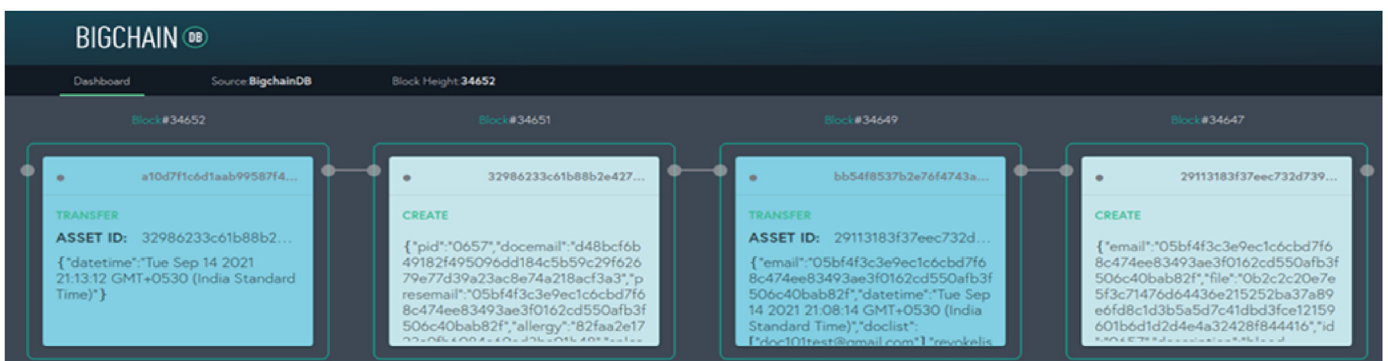 BIGCHAIN DB
Dashboard Source:BigchainDB Block Height:34652
Block#34652
a10d7f1c6d1aab99587f4...
TRANSFER
ASSET ID: 32986233c61b88b2...
{"datetime":"Tue Sep 14 2021
21:13:12 GMT+0530 (India Standard
Time)"}
Block#34651
32986233c61b88b2e427...
CREATE
{"pid":"0657","docemail":"d48bcf6b
49182f495096dd184c5b59c29f626
79e77d39a23ac8e74a218acf3a3","p
resemail":"05bf4f3c3e9ec1c6cbd7f6
8c474ee83493ae3f0162cd550afb3f
506c40bab82f","allergy":"82faa2e17
Block#34649
bb54f8537b2e76f4743a...
TRANSFER
ASSET ID: 29113183f37eec732d...
{"email":"05bf4f3c3e9ec1c6cbd7f6
8c474ee83493ae3f0162cd550afb3f
506c40bab82f","datetime":"Tue Sep
14 2021 21:08:14 GMT+0530 (India
Standard Time)","doclist":
["doc101test@gmail.com"],"revokelis
Block#34647
29113183f37eec732d739...
CREATE
{"email":"05bf4f3c3e9ec1c6cbd7f6
8c474ee83493ae3f0162cd550afb3f
506c40bab82f","file":"0b2c2c20e7e
5f3c71476d64436e215252ba37a89
e6fd8c1d3b5a5d7c41dbd3fce12159
601b6d1d2d4e4a32428f844416","id
":"0657","description":"blood